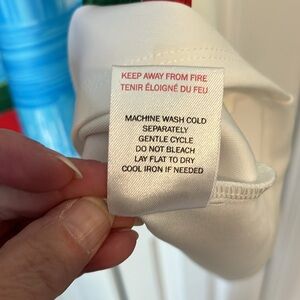 KEEP AWAY FROM FIRE
TENIR ÉLOIGNÉ DU FEU
MACHINE WASH COLD
SEPARATELY
GENTLE CYCLE
DO NOT BLEACH
LAY FLAT TO DRY
COOL IRON IF NEEDED